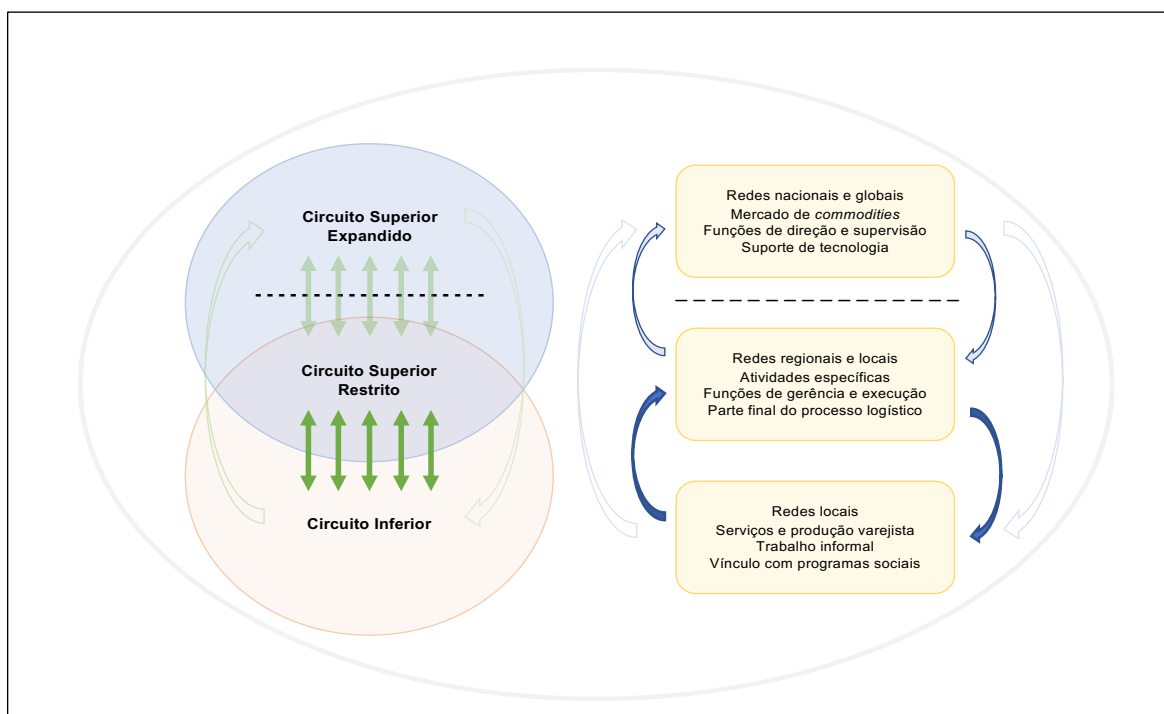 Circuito Superior
Expandido
Circuito Superior
Restrito
Circuito Inferior
Redes nacionais e globais
Mercado de commodities
Funções de direção e supervisão
Suporte de tecnologia
Redes regionais e locais
Atividades específicas
Funções de gerência e execução
Parte final do processo logístico
Redes locais
Serviços e produção varejista
Trabalho informal
Vínculo com programas sociais